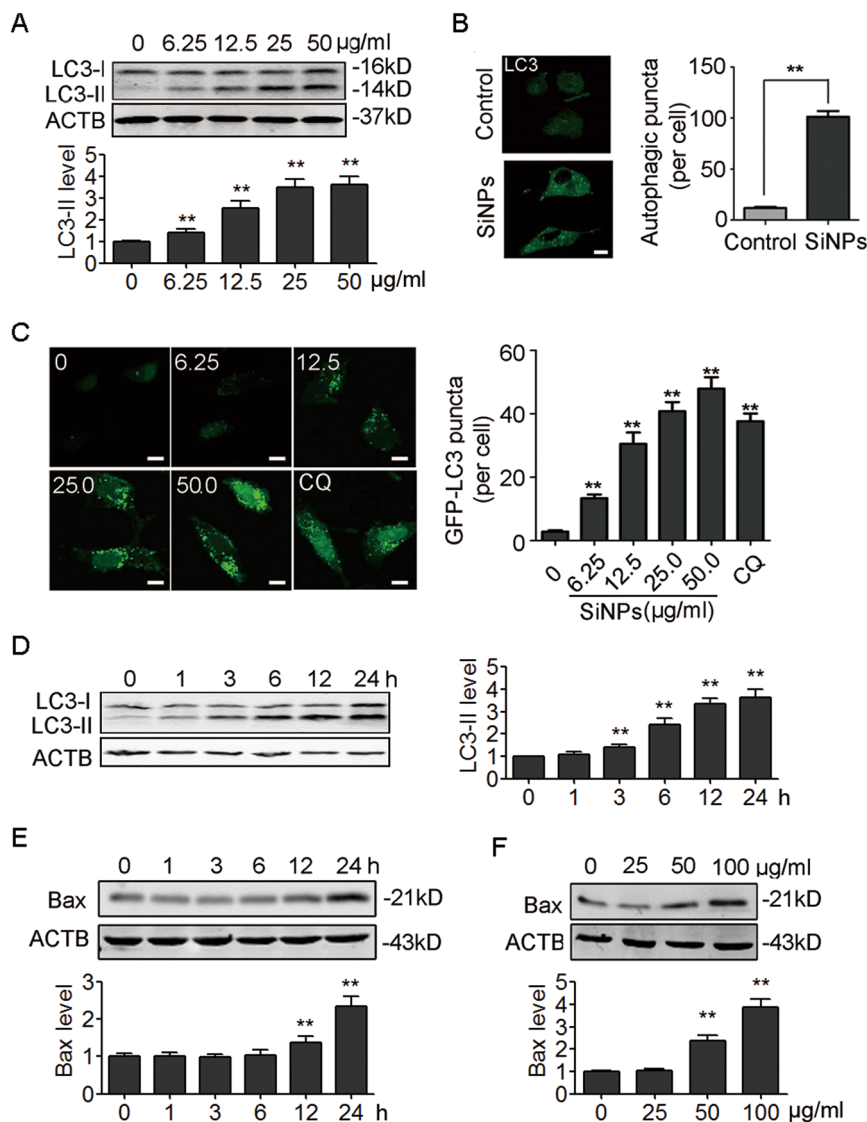 A
0 6.25 12.5 25 50 µg/ml
LC3-I -16kD
LC3-II -14kD
ACTB -37kD
LC3-II level
5
4
3
2
1
0
** ** ** **
0 6.25 12.5 25 50 µg/ml
B
LC3
Control
SiNPs
Autophagic puncta
(per cell)
150
100
50
0
**
Control SiNPs
C
0 6.25 12.5
25.0 50.0 CQ
GFP-LC3 puncta
(per cell)
60
40
20
0
** ** ** ** **
0 6.25 12.5 25.0 50.0 CQ
SiNPs(µg/ml)
D
0 1 3 6 12 24 h
LC3-I
LC3-II
ACTB
LC3-II level
5
4
3
2
1
0
** ** ** **
0 1 3 6 12 24 h
E
0 1 3 6 12 24 h
Bax -21kD
ACTB -43kD
Bax level
3
2
1
0
** **
0 1 3 6 12 24 h
F
0 25 50 100 µg/ml
Bax -21kD
ACTB -43kD
Bax level
5
4
3
2
1
0
** **
0 25 50 100 µg/ml